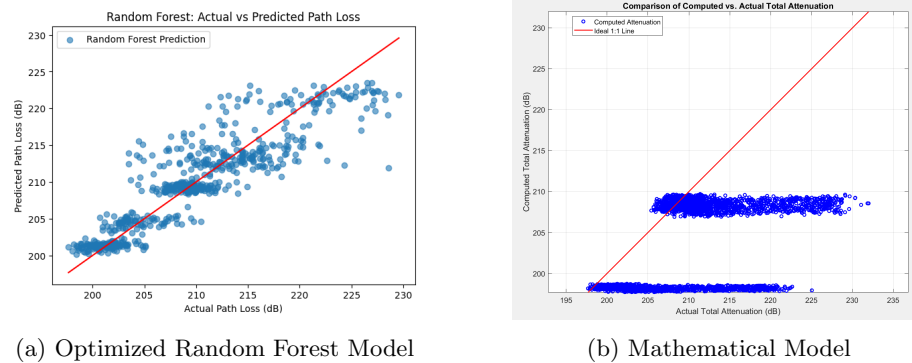 Random Forest: Actual vs Predicted Path Loss
Random Forest Prediction
Predicted Path Loss (dB)
230
225
220
215
210
205
200
200 205 210 215 220 225 230
Actual Path Loss (dB)
(a) Optimized Random Forest Model
Comparison of Computed vs. Actual Total Attenuation
Computed Attenuation
Ideal 1:1 Line
Computed Total Attenuation (dB)
230
225
220
215
210
205
200
195 200 205 210 215 220 225 230 235
Actual Total Attenuation (dB)
(b) Mathematical Model